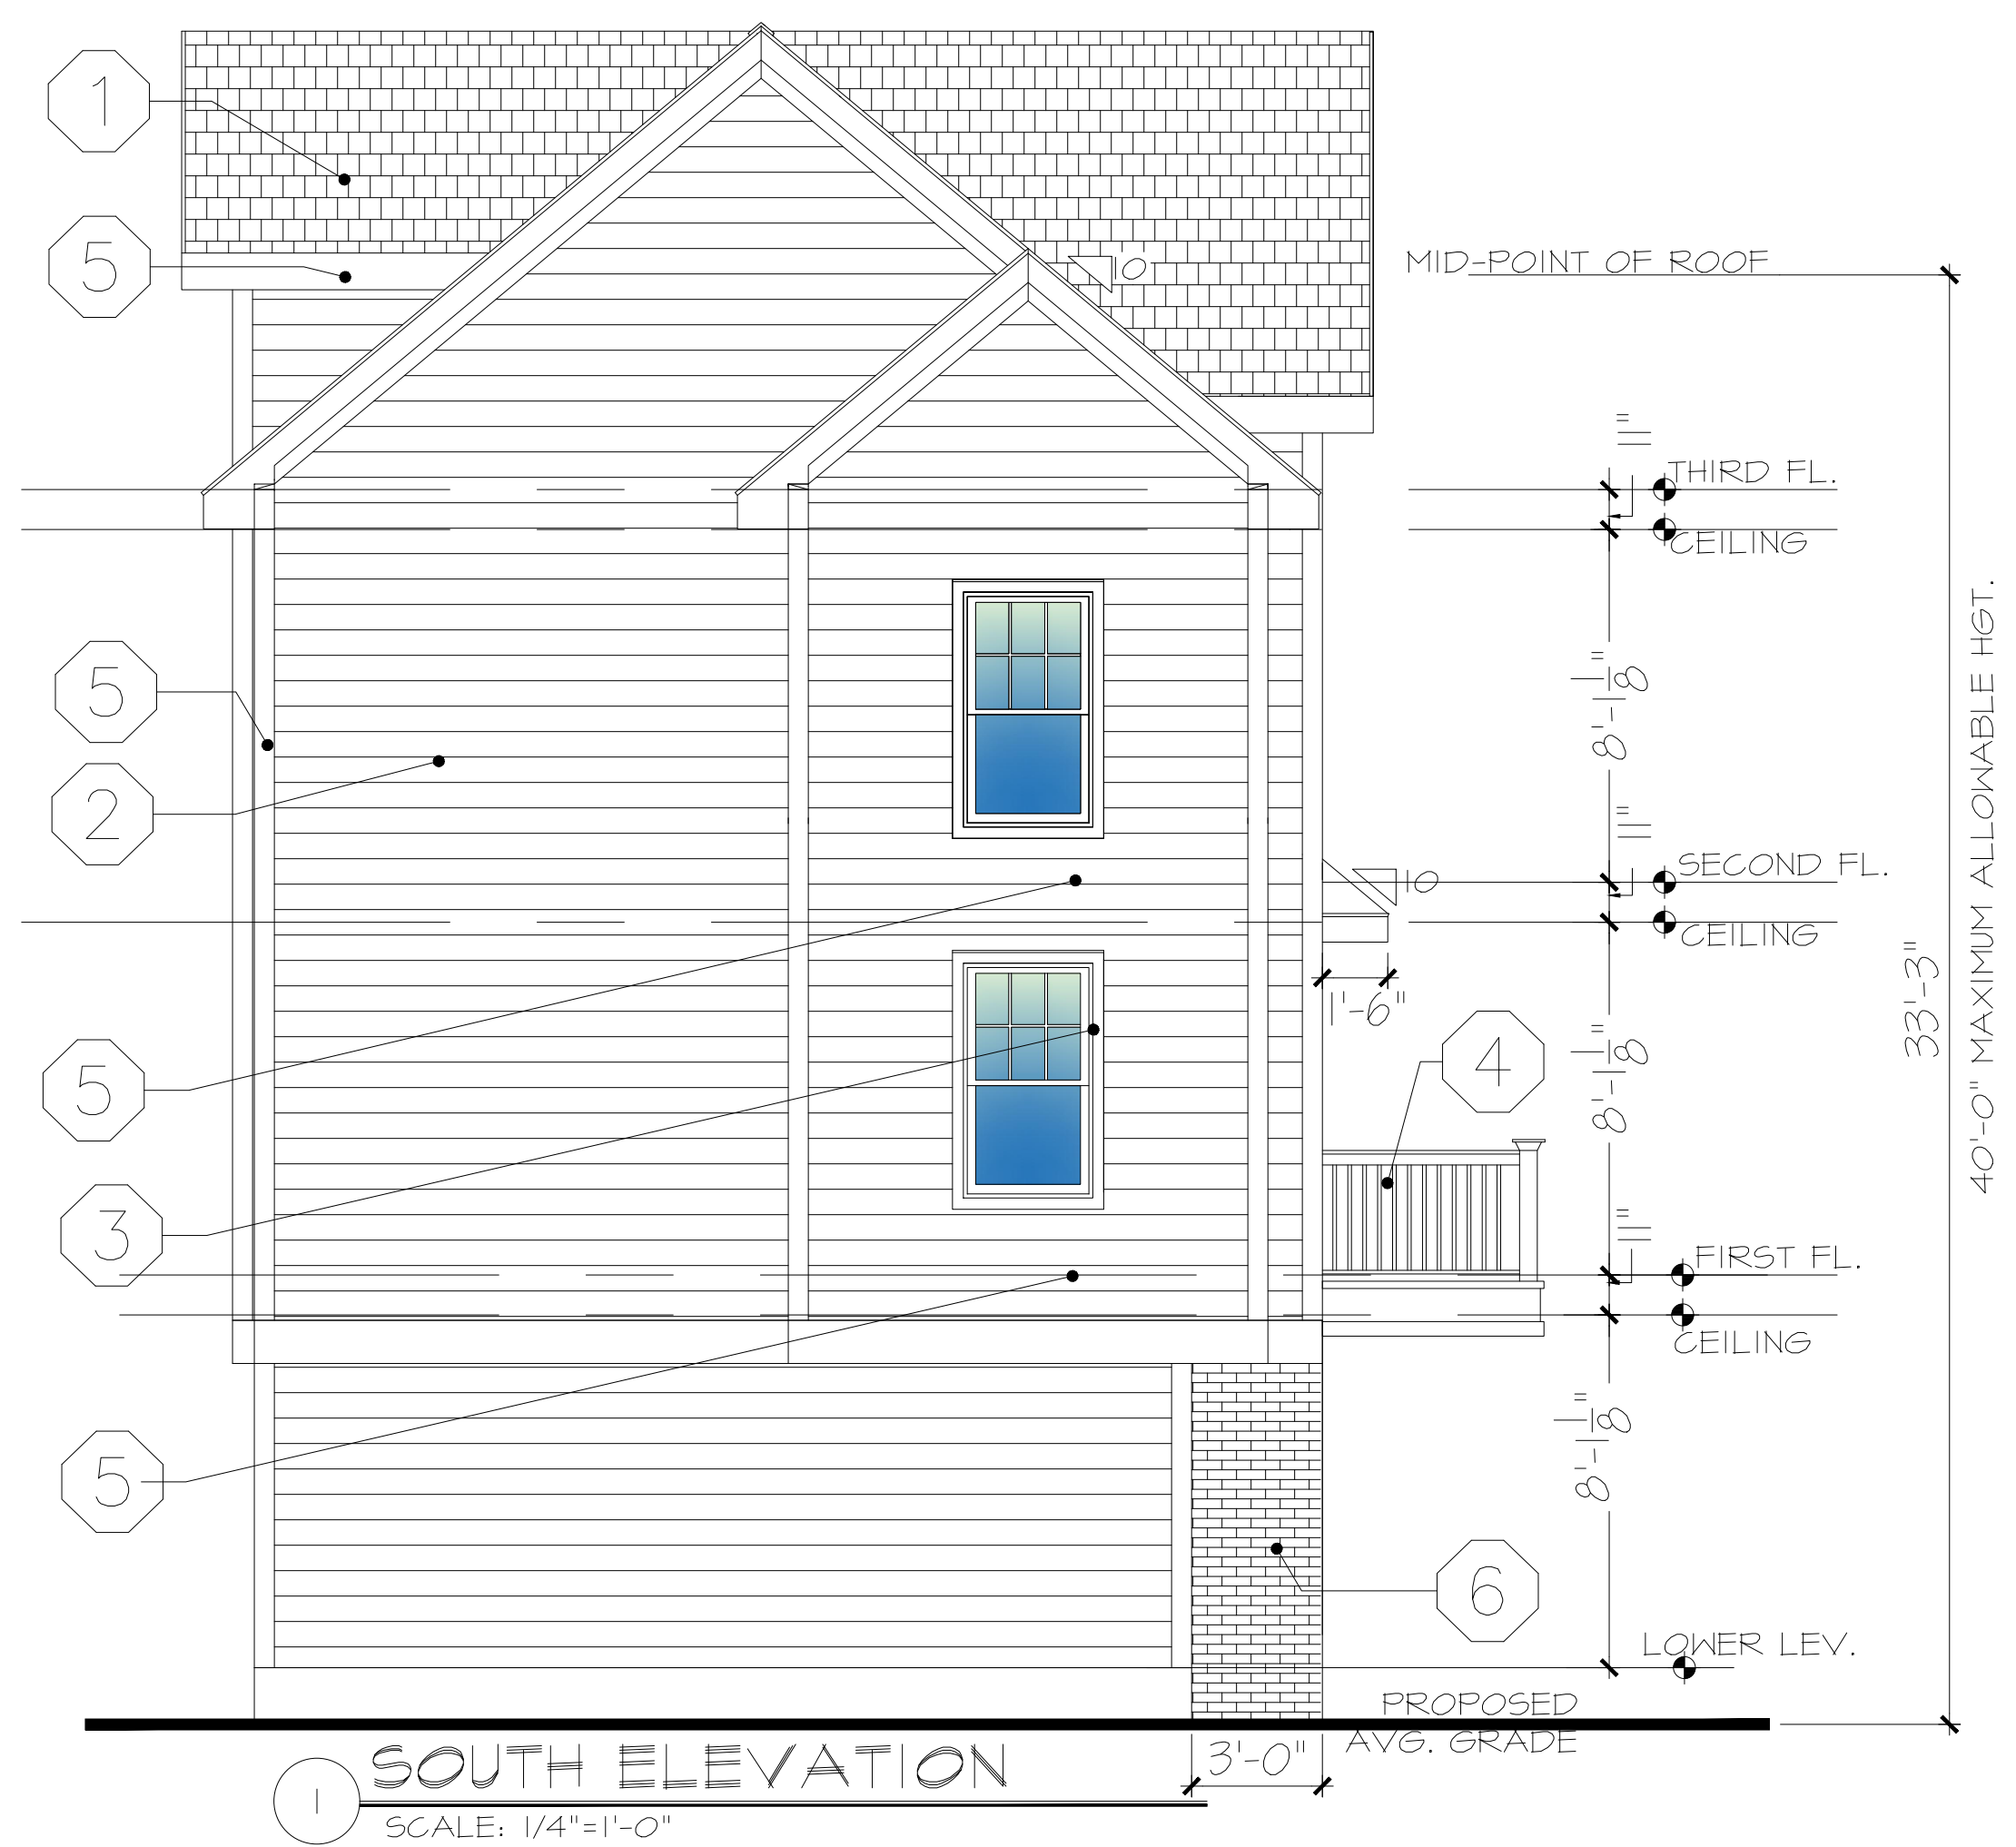 1
5
10
MID-POINT OF ROOF
11"
THIRD FL.
CEILING
5
2
8'-1 1/8"
11"
SECOND FL.
10
CEILING
1'-6"
5
3
4
8'-1 1/8"
33'-3"
40'-0" MAXIMUM ALLOWABLE HGT.
11"
FIRST FL.
CEILING
5
8'-1 1/8"
6
LOWER LEV.
PROPOSED
AVG. GRADE
3'-0"
1
SOUTH ELEVATION
SCALE: 1/4"=1'-0"